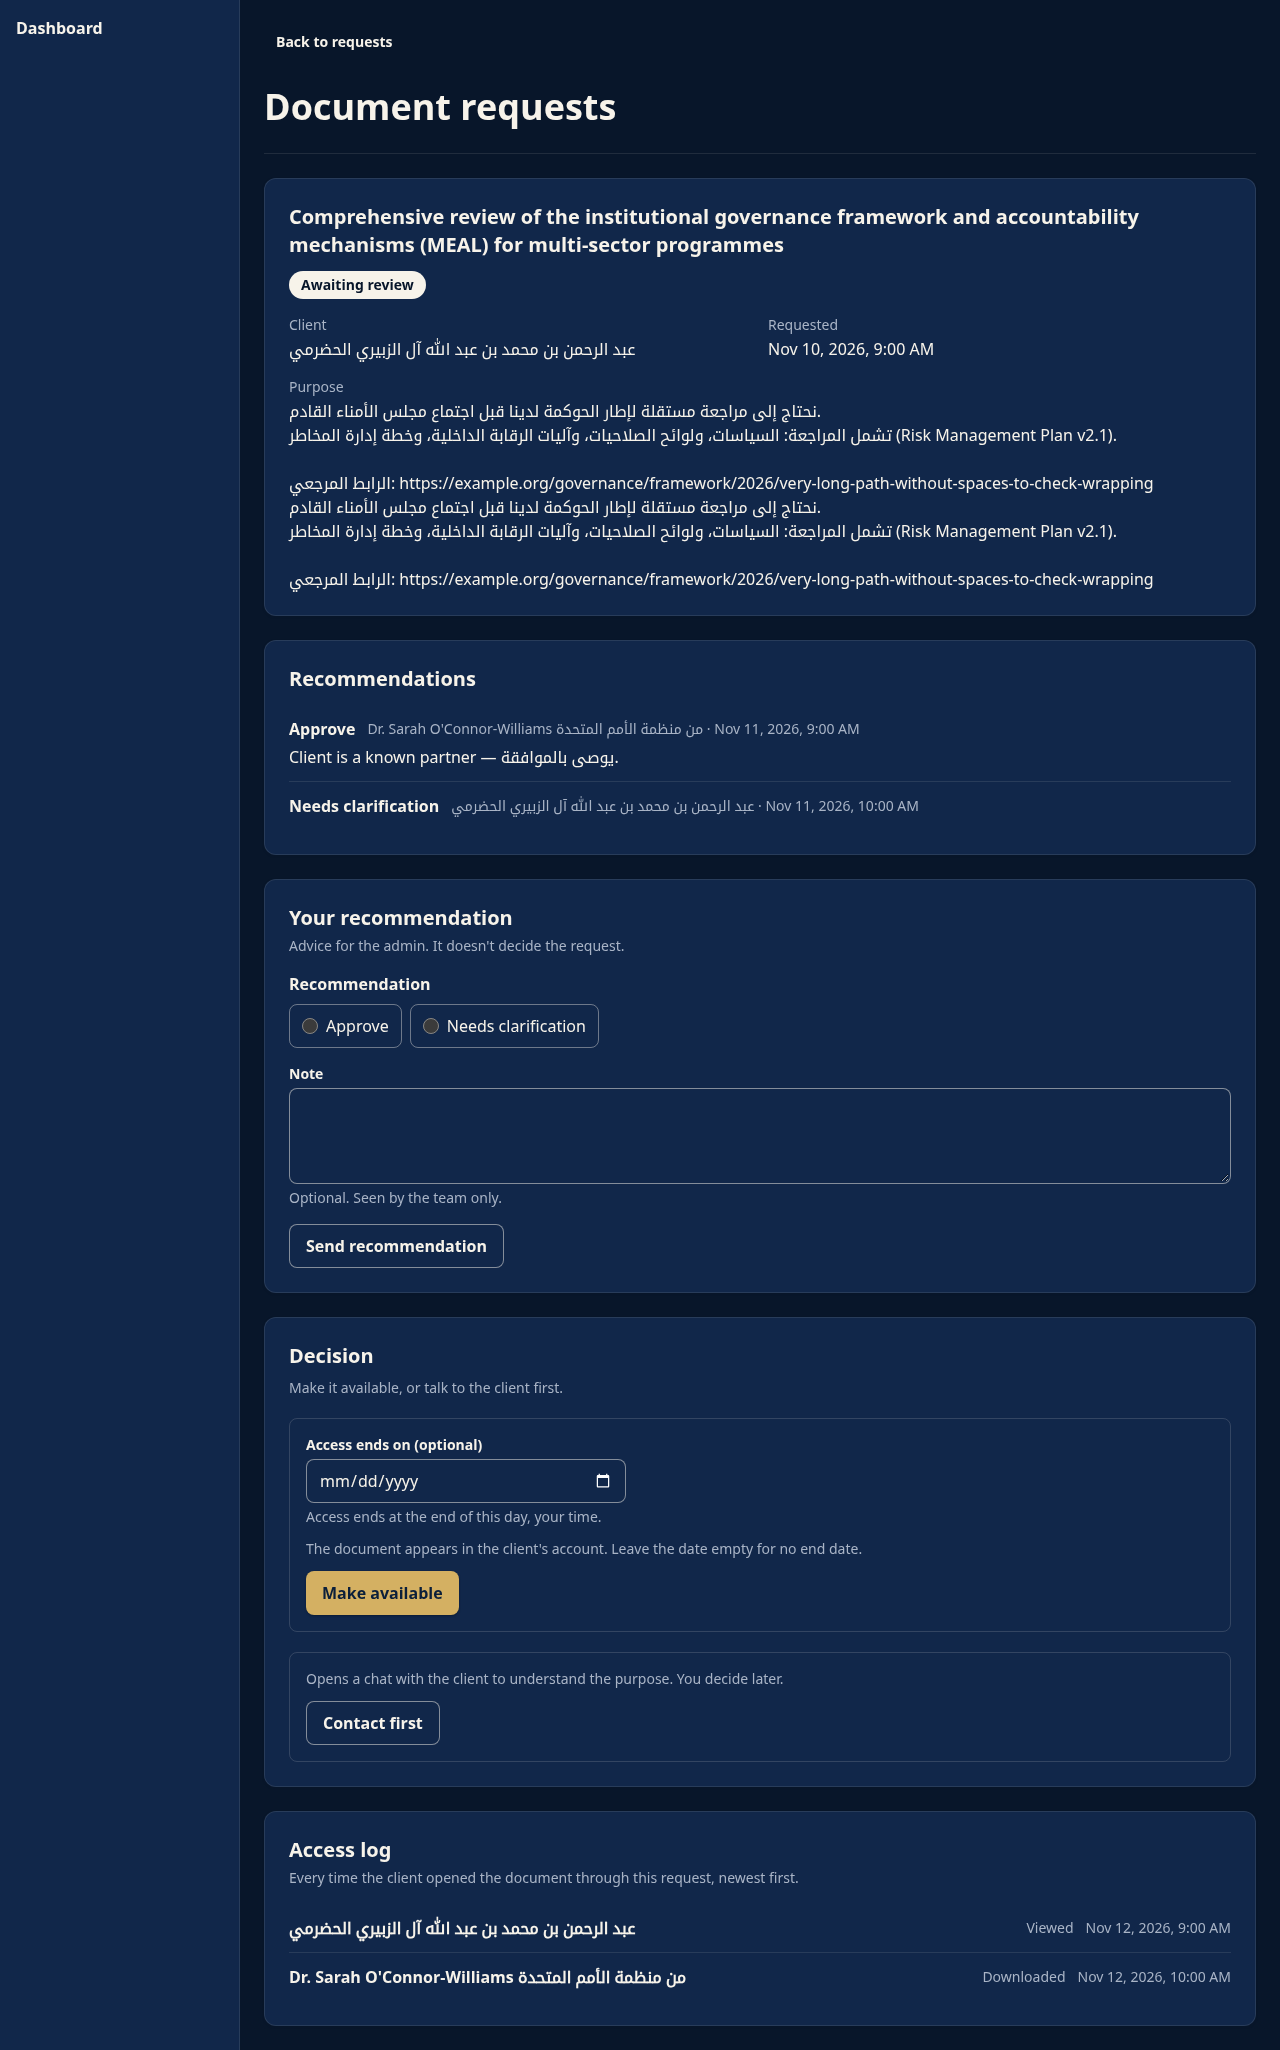 Dashboard
Back to requests
Document requests
Comprehensive review of the institutional governance framework and accountability
mechanisms (MEAL) for multi-sector programmes
Awaiting review
Client
عبد الرحمن بن محمد بن عبد الله آل الزبيري الحضرمي
Requested
Nov 10, 2026, 9:00 AM
Purpose
نحتاج إلى مراجعة مستقلة لإطار الحوكمة لدينا قبل اجتماع مجلس الأمناء القادم.
تشمل المراجعة: السياسات، ولوائح الصلاحيات، وآليات الرقابة الداخلية، وخطة إدارة المخاطر (Risk Management Plan v2.1).
الرابط المرجعي: https://example.org/governance/framework/2026/very-long-path-without-spaces-to-check-wrapping
نحتاج إلى مراجعة مستقلة لإطار الحوكمة لدينا قبل اجتماع مجلس الأمناء القادم.
تشمل المراجعة: السياسات، ولوائح الصلاحيات، وآليات الرقابة الداخلية، وخطة إدارة المخاطر (Risk Management Plan v2.1).
الرابط المرجعي: https://example.org/governance/framework/2026/very-long-path-without-spaces-to-check-wrapping
Recommendations
Approve Dr. Sarah O'Connor-Williams من منظمة الأمم المتحدة · Nov 11, 2026, 9:00 AM
Client is a known partner — يوصى بالموافقة.
Needs clarification عبد الرحمن بن محمد بن عبد الله آل الزبيري الحضرمي · Nov 11, 2026, 10:00 AM
Your recommendation
Advice for the admin. It doesn't decide the request.
Recommendation
Approve Needs clarification
Note
Optional. Seen by the team only.
Send recommendation
Decision
Make it available, or talk to the client first.
Access ends on (optional)
mm/dd/yyyy
Access ends at the end of this day, your time.
The document appears in the client's account. Leave the date empty for no end date.
Make available
Opens a chat with the client to understand the purpose. You decide later.
Contact first
Access log
Every time the client opened the document through this request, newest first.
عبد الرحمن بن محمد بن عبد الله آل الزبيري الحضرمي Viewed Nov 12, 2026, 9:00 AM
Dr. Sarah O'Connor-Williams من منظمة الأمم المتحدة Downloaded Nov 12, 2026, 10:00 AM